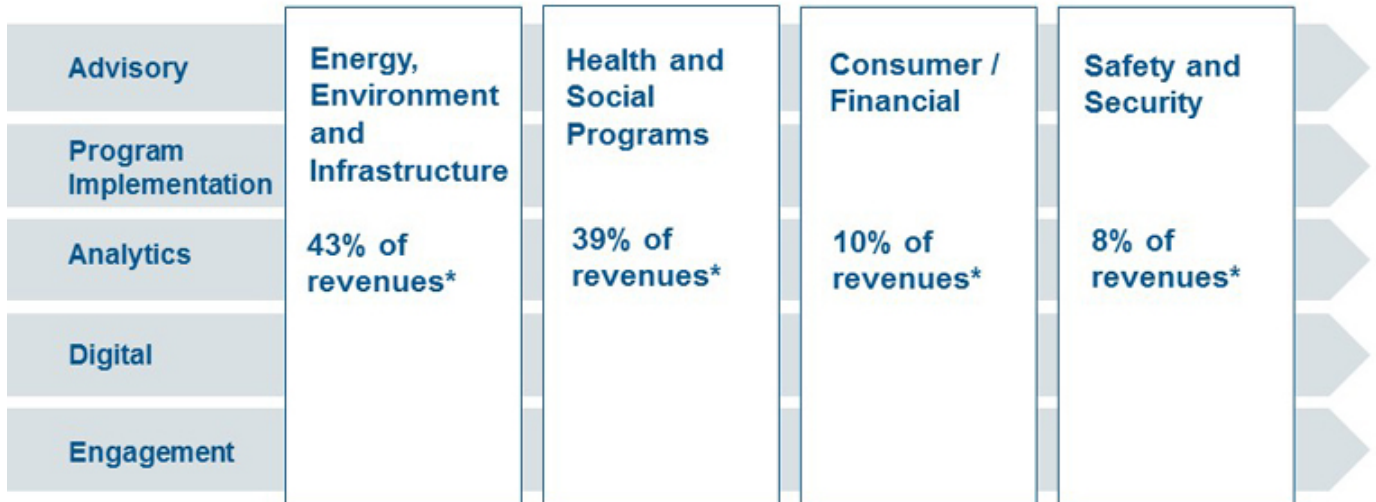 Advisory
Program
Implementation
Analytics
Digital
Engagement
Energy,
Environment
and
Infrastructure
43% of
revenues*
Health and
Social
Programs
39% of
revenues*
Consumer /
Financial
10% of
revenues*
Safety and
Security
8% of
revenues*